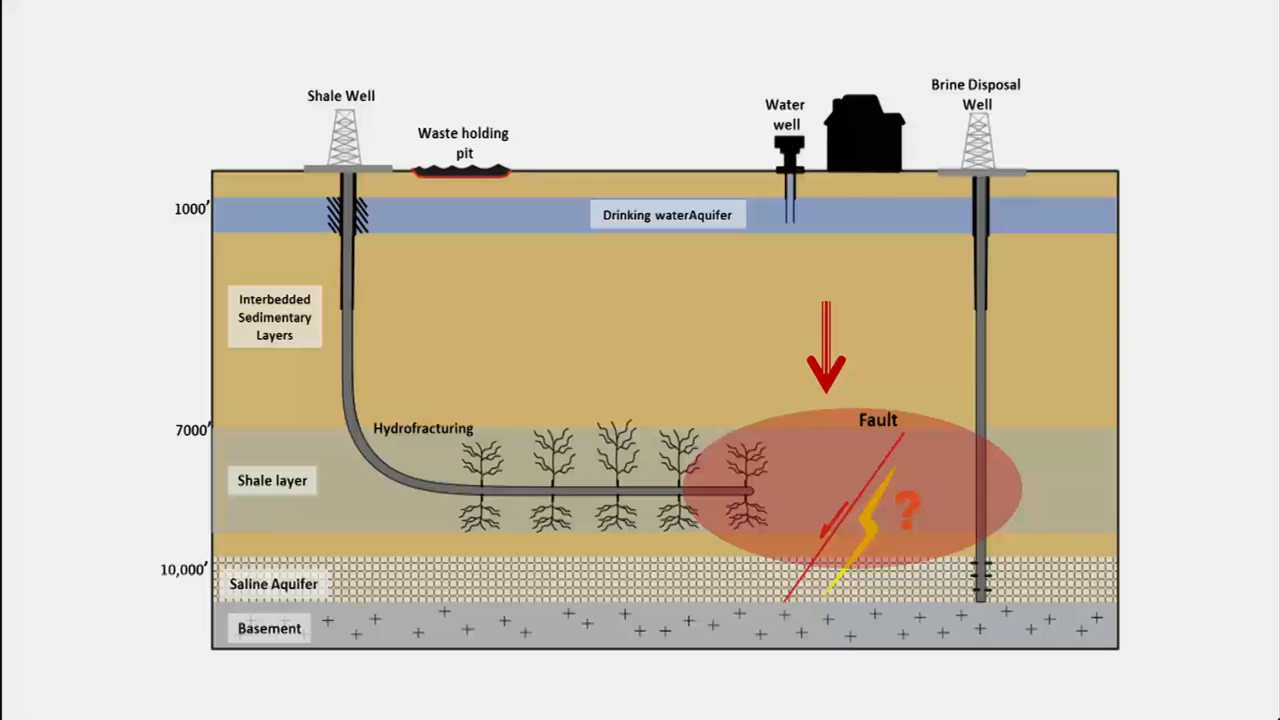 Shale Well
Waste holding
pit
Water
well
Brine Disposal
Well
1000’
Drinking waterAquifer
Interbedded
Sedimentary
Layers
7000’
Hydrofracturing
Fault
Shale layer
?
10,000’
Saline Aquifer
Basement